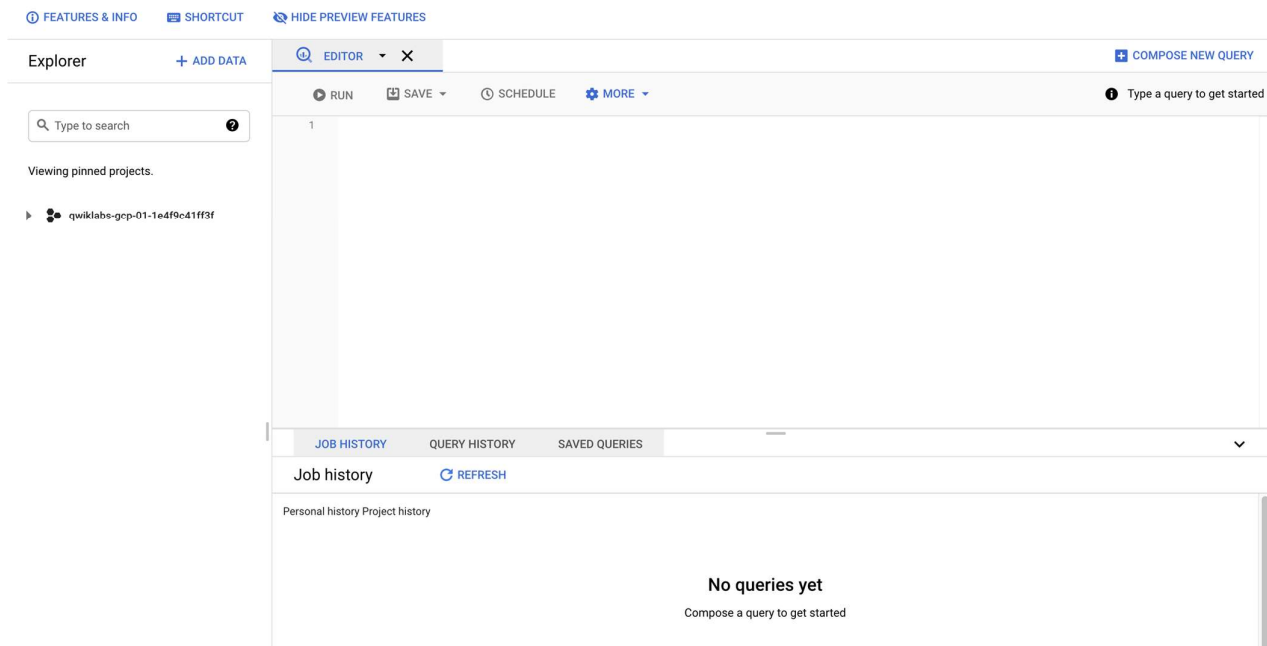 FEATURES & INFO SHORTCUT HIDE PREVIEW FEATURES
Explorer + ADD DATA
EDITOR
COMPOSE NEW QUERY
RUN SAVE SCHEDULE MORE
Type a query to get started
Type to search
1
Viewing pinned projects.
qwiklabs-gcp-01-1e4f9c41ff3f
JOB HISTORY QUERY HISTORY SAVED QUERIES
Job history REFRESH
Personal history Project history
No queries yet
Compose a query to get started